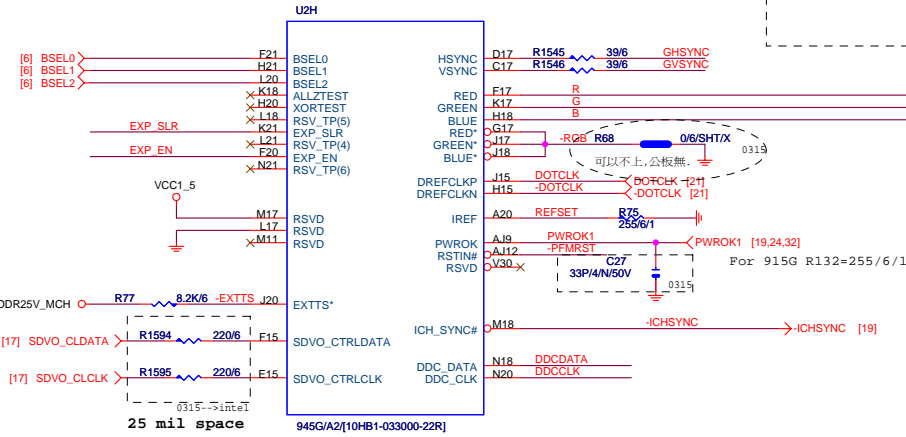 U2H
[6] BSEL0 F21 BSEL0 HSYNC D17 R1545 39/6 GHSYNC
[6] BSEL1 H21 BSEL1 VSYNC C17 R1546 39/6 GVSYNC
[6] BSEL2 L20 BSEL2
K18 ALLZTEST RED F17 R
H20 XORTEST GREEN K17 G
L18 RSV_TP(5) BLUE H18 B
EXP_SLR K21 EXP_SLR RED* G17
L21 RSV_TP(4) GREEN* J17 -RGB R68 0/6/SHT/X
EXP_EN F20 EXP_EN BLUE* J18 0315
N21 RSV_TP(6) 可以不上,公板無.
VCC1_5 DREFCLKP J15 DOTCLK DOTCLK [21]
DREFCLKN H15 -DOTCLK -DOTCLK [21]
M17 RSVD IREF A20 REFSET R75
L17 RSVD 255/6/1
M11 RSVD PWROK AJ9 PWROK1 PWROK1 [19,24,32]
RSTIN# AJ12 -PFMRST
RSVD V30 C27 For 915G R132=255/6/1
33P/4/N/50V 0315
DDR25V_MCH R77 8.2K/6 -EXTTS J20 EXTTS*
ICH_SYNC# M18 -ICHSYNC -ICHSYNC [19]
[17] SDVO_CLDATA R1594 220/6 F15 SDVO_CTRLDATA
DDC_DATA N18 DDCDATA
[17] SDVO_CLCLK R1595 220/6 E15 SDVO_CTRLCLK DDC_CLK N20 DDCCLK
0315-->intel
25 mil space
945G/A2/[10HB1-033000-22R]